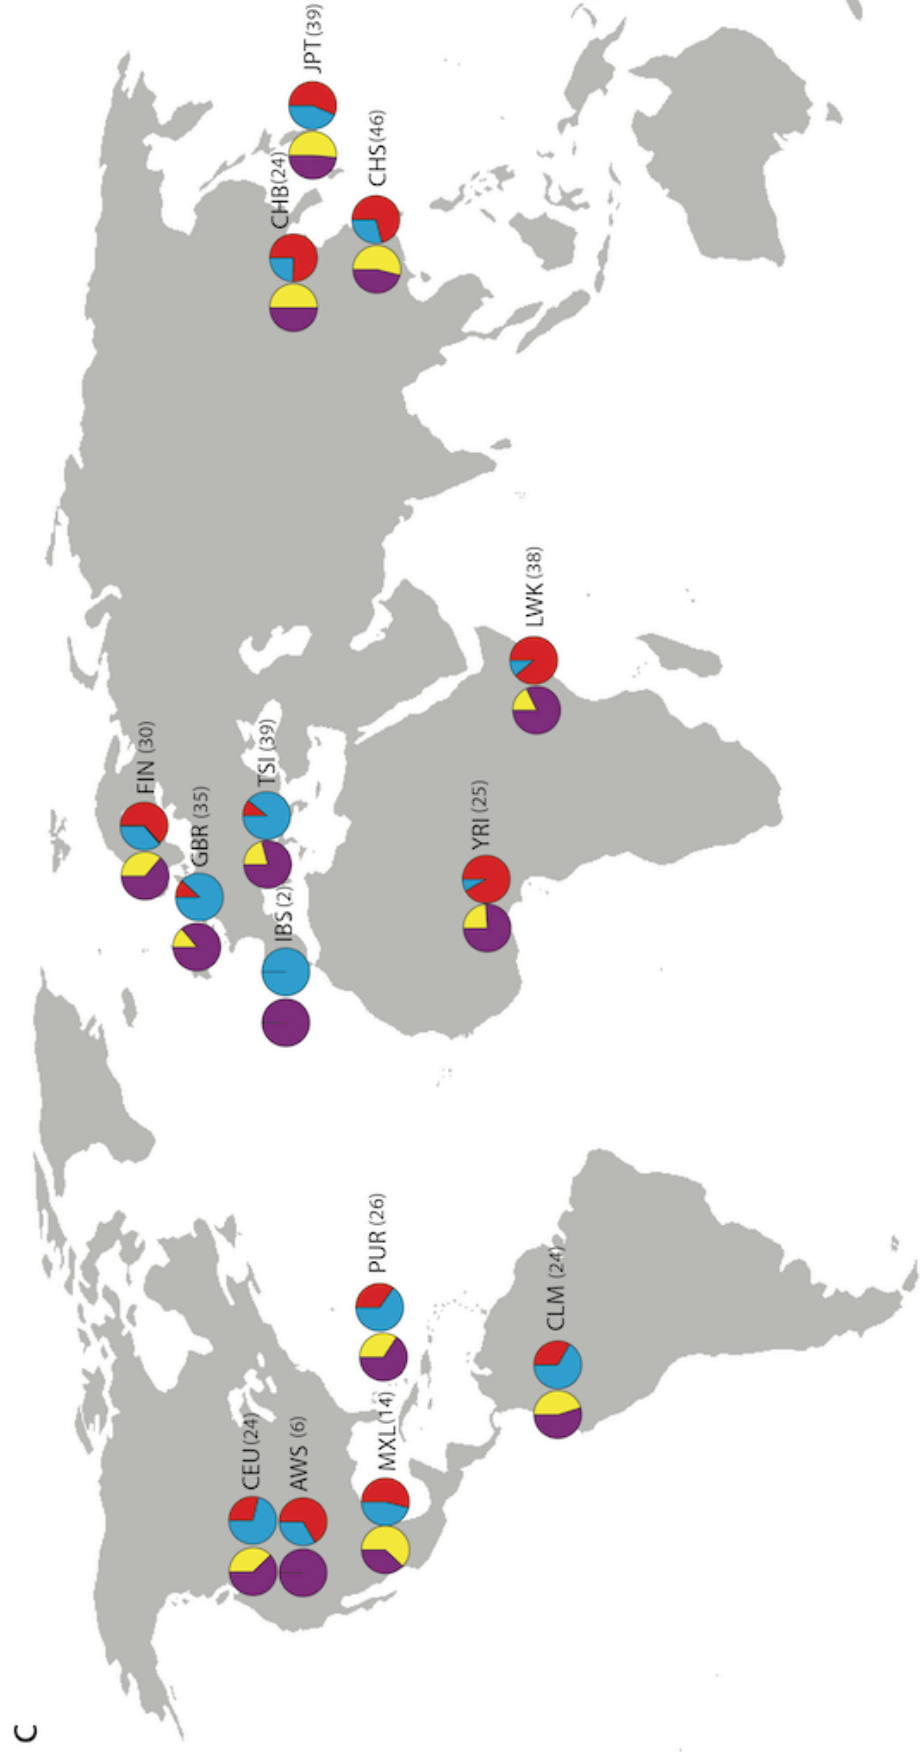 C
FIN (30)
GBR (35)
TSI (39)
IBS (2)
CEU (24)
AWS (6)
MXL (14)
PUR (26)
CLM (24)
YRI (25)
LWK (38)
CHB (24)
JPT (39)
CHS (46)